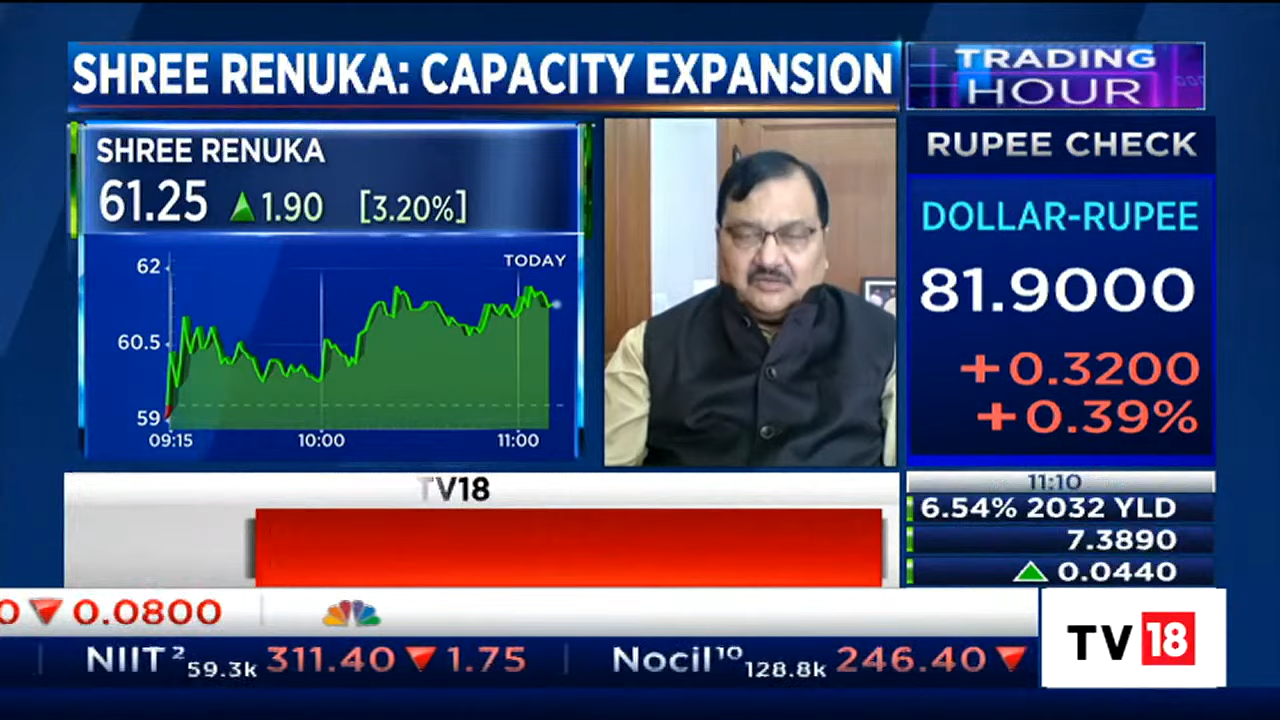 SHREE RENUKA: CAPACITY EXPANSION
TRADING
HOUR
SHREE RENUKA
61.25 ▲ 1.90 [3.20%]
TODAY
62
60.5
59
09:15 10:00 11:00
RUPEE CHECK
DOLLAR-RUPEE
81.9000
+0.3200
+0.39%
11:10
6.54% 2032 YLD
7.3890
▲ 0.0440
TV18
0 ▼ 0.0800
NIIT 2 59.3k 311.40 ▼ 1.75 Nocil 10 128.8k 246.40 ▼
TV18